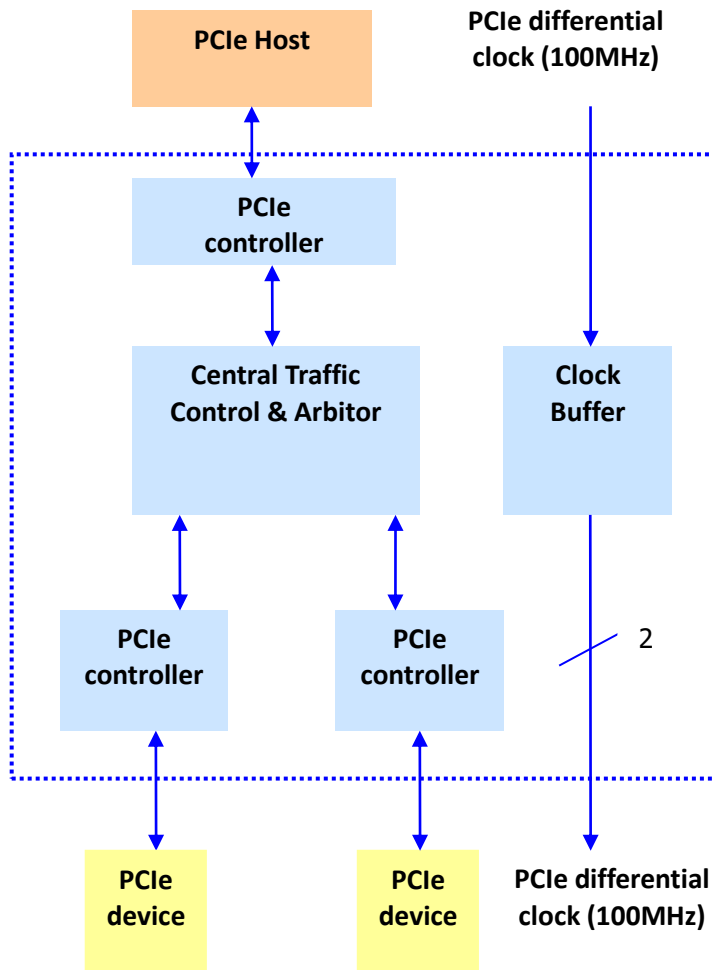 PCIe Host
PCIe differential
clock (100MHz)
PCIe
controller
Central Traffic
Control & Arbitor
Clock
Buffer
PCIe
controller
PCIe
controller
2
PCIe
device
PCIe
device
PCIe differential
clock (100MHz)